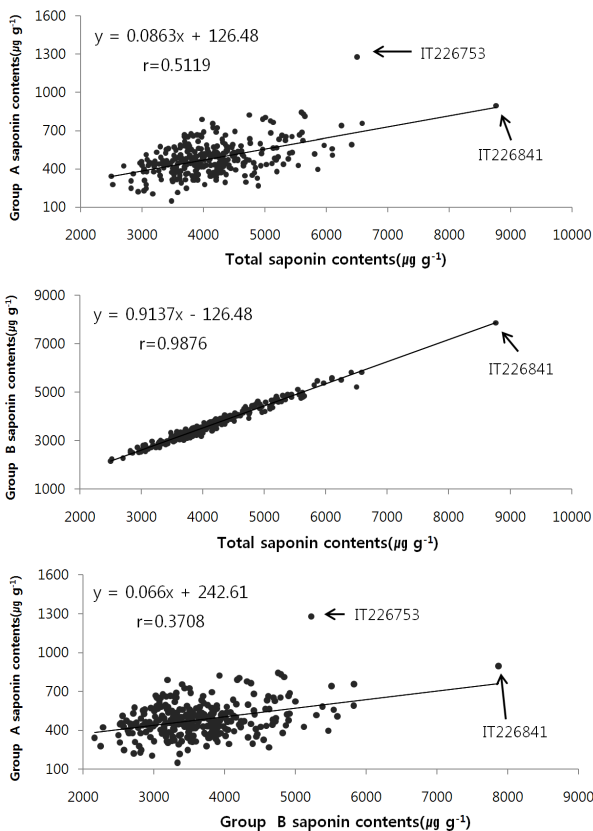 1600
1300
1000
700
400
100
Group A saponin contents(㎍ g-1)
y = 0.0863x + 126.48
r=0.5119
IT226753
IT226841
2000 3000 4000 5000 6000 7000 8000 9000 10000
Total saponin contents(㎍ g-1)
9000
7000
5000
3000
1000
Group B saponin contents(㎍ g-1)
y = 0.9137x - 126.48
r=0.9876
IT226841
2000 3000 4000 5000 6000 7000 8000 9000 10000
Total saponin contents(㎍ g-1)
1600
1300
1000
700
400
100
Group A saponin contents(㎍ g-1)
y = 0.066x + 242.61
r=0.3708
IT226753
IT226841
2000 3000 4000 5000 6000 7000 8000 9000
Group B saponin contents(㎍ g-1)